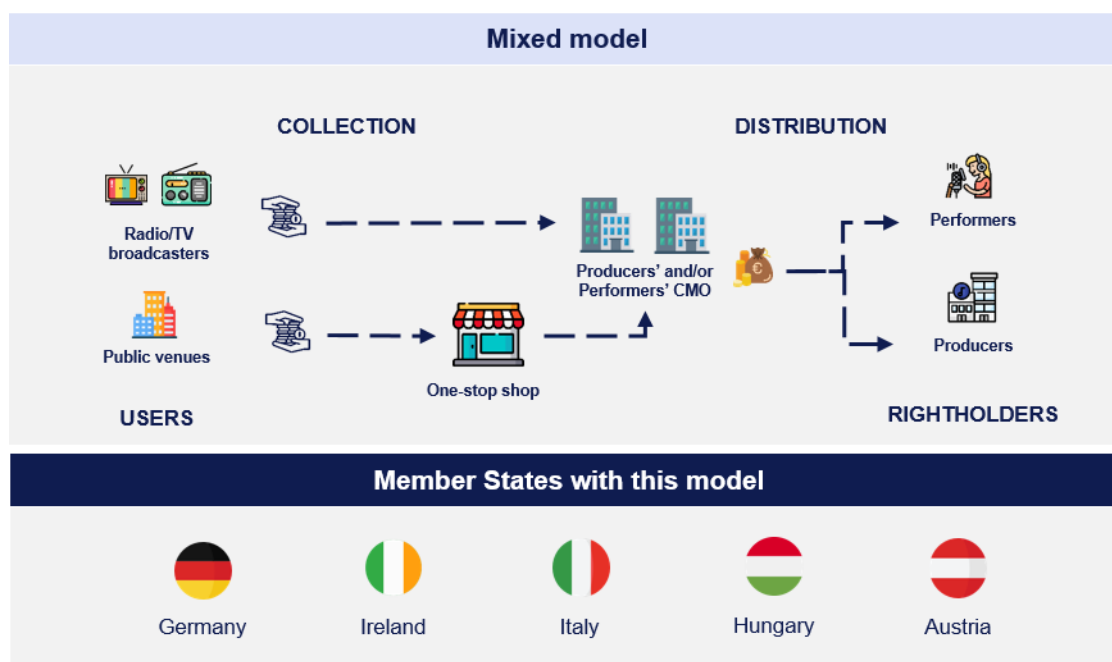 Mixed model
COLLECTION
DISTRIBUTION
Radio/TV
broadcasters
Producers' and/or
Performers' CMO
€
Performers
Public venues
One-stop shop
Producers
USERS
RIGHTHOLDERS
Member States with this model
Germany
Ireland
Italy
Hungary
Austria